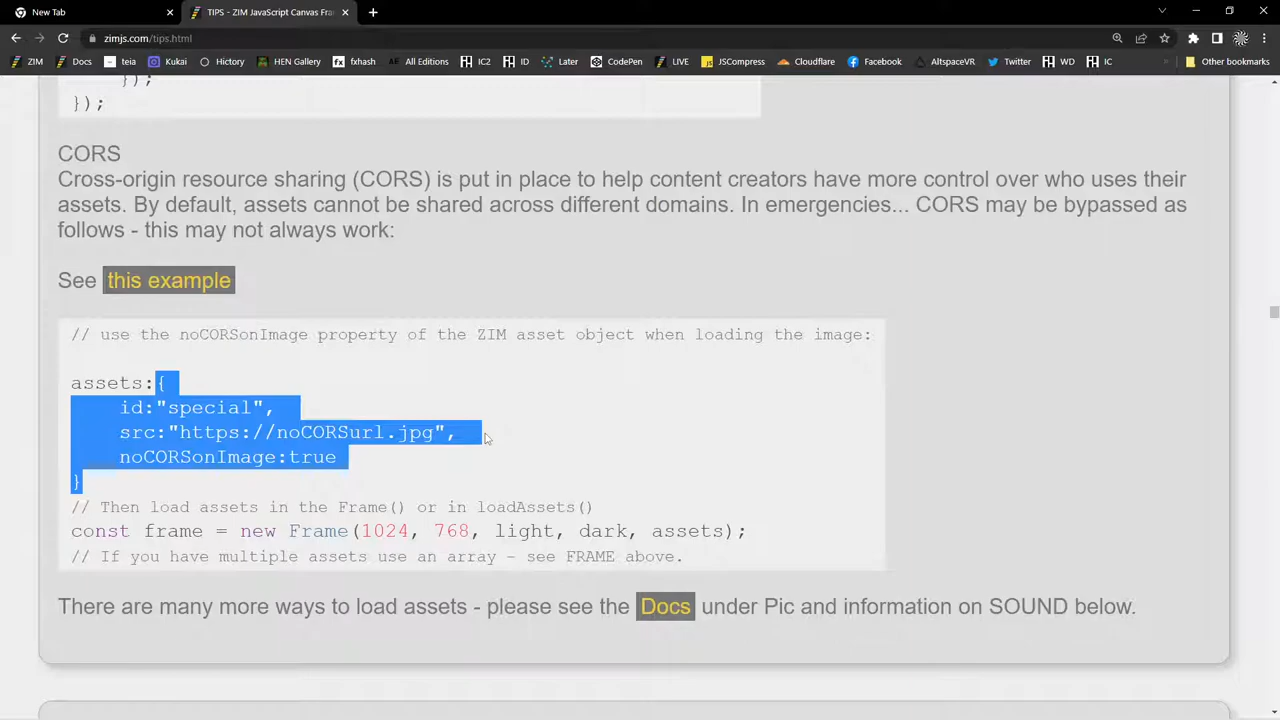 New Tab
TIPS - ZIM JavaScript Canvas Fra
zimjs.com/tips.html
ZIM Docs teia Kukai Hictory HEN Gallery fxhash All Editions IC2 ID Later CodePen LIVE JSCompress Cloudflare Facebook AltspaceVR Twitter WD IC » Other bookmarks
});
});
CORS
Cross-origin resource sharing (CORS) is put in place to help content creators have more control over who uses their
assets. By default, assets cannot be shared across different domains. In emergencies... CORS may be bypassed as
follows - this may not always work:
See this example
// use the noCORSonImage property of the ZIM asset object when loading the image:
assets:{
id:"special",
src:"https://noCORSurl.jpg",
noCORSonImage:true
}
// Then load assets in the Frame() or in loadAssets()
const frame = new Frame(1024, 768, light, dark, assets);
// If you have multiple assets use an array - see FRAME above.
There are many more ways to load assets - please see the Docs under Pic and information on SOUND below.